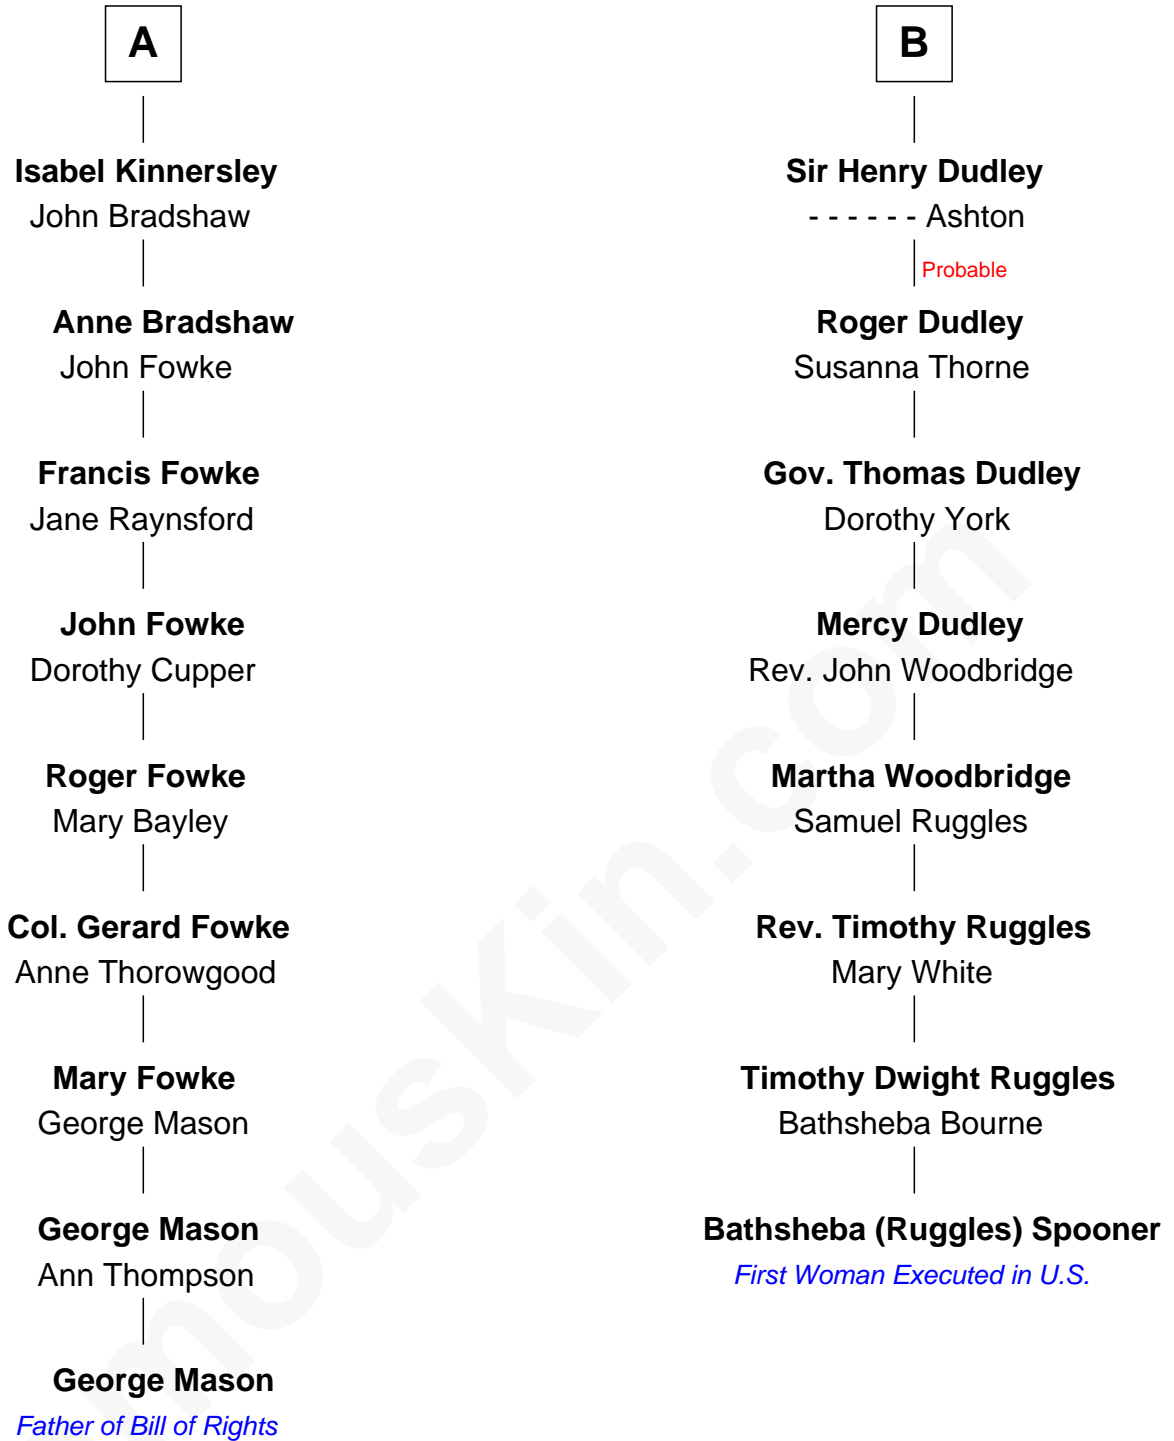 A
Isabel Kinnersley
John Bradshaw
Anne Bradshaw
John Fowke
Francis Fowke
Jane Raynsford
John Fowke
Dorothy Cupper
Roger Fowke
Mary Bayley
Col. Gerard Fowke
Anne Thorowgood
Mary Fowke
George Mason
George Mason
Ann Thompson
George Mason
Father of Bill of Rights
B
Sir Henry Dudley
- - - - - - Ashton
Probable
Roger Dudley
Susanna Thorne
Gov. Thomas Dudley
Dorothy York
Mercy Dudley
Rev. John Woodbridge
Martha Woodbridge
Samuel Ruggles
Rev. Timothy Ruggles
Mary White
Timothy Dwight Ruggles
Bathsheba Bourne
Bathsheba (Ruggles) Spooner
First Woman Executed in U.S.
mousKin.com